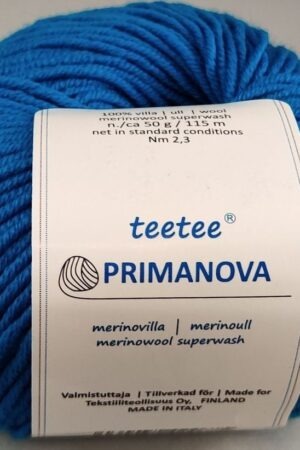 100% villa | ull | wool
merinowool superwash
n./ca 50 g / 115 m
net in standard conditions
Nm 2,3
teetee®
PRIMANOVA
merinovilla | merinoull
merinowool superwash
Valmistuttaja | Tillverkad för | Made for
Tekstiiliteollisuus Oy, FINLAND
MADE IN ITALY